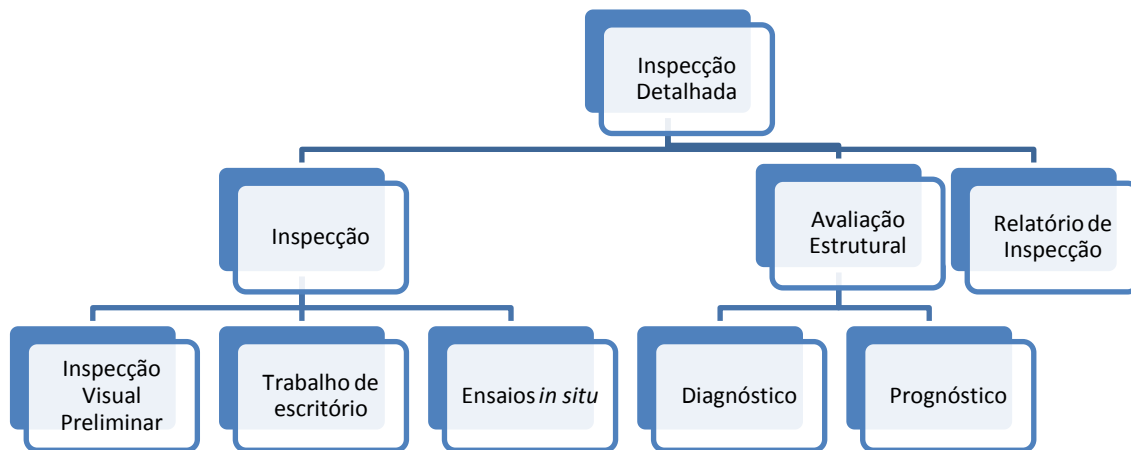 Inspecção
Detalhada
Inspecção
Avaliação
Estrutural
Relatório de
Inspecção
Inspecção
Visual
Preliminar
Trabalho de
escritório
Ensaios in situ
Diagnóstico
Prognóstico